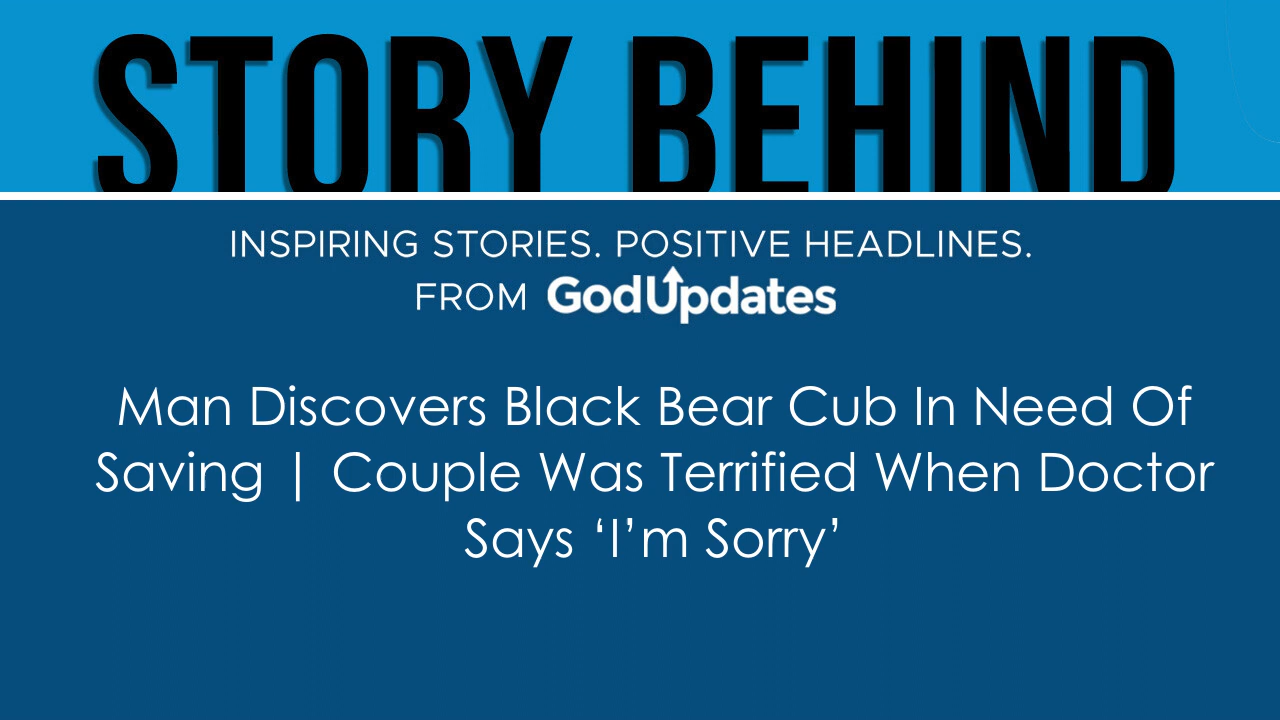 STORY BEHIND
INSPIRING STORIES. POSITIVE HEADLINES.
FROM GodUpdates
Man Discovers Black Bear Cub In Need Of
Saving | Couple Was Terrified When Doctor
Says ‘I’m Sorry’